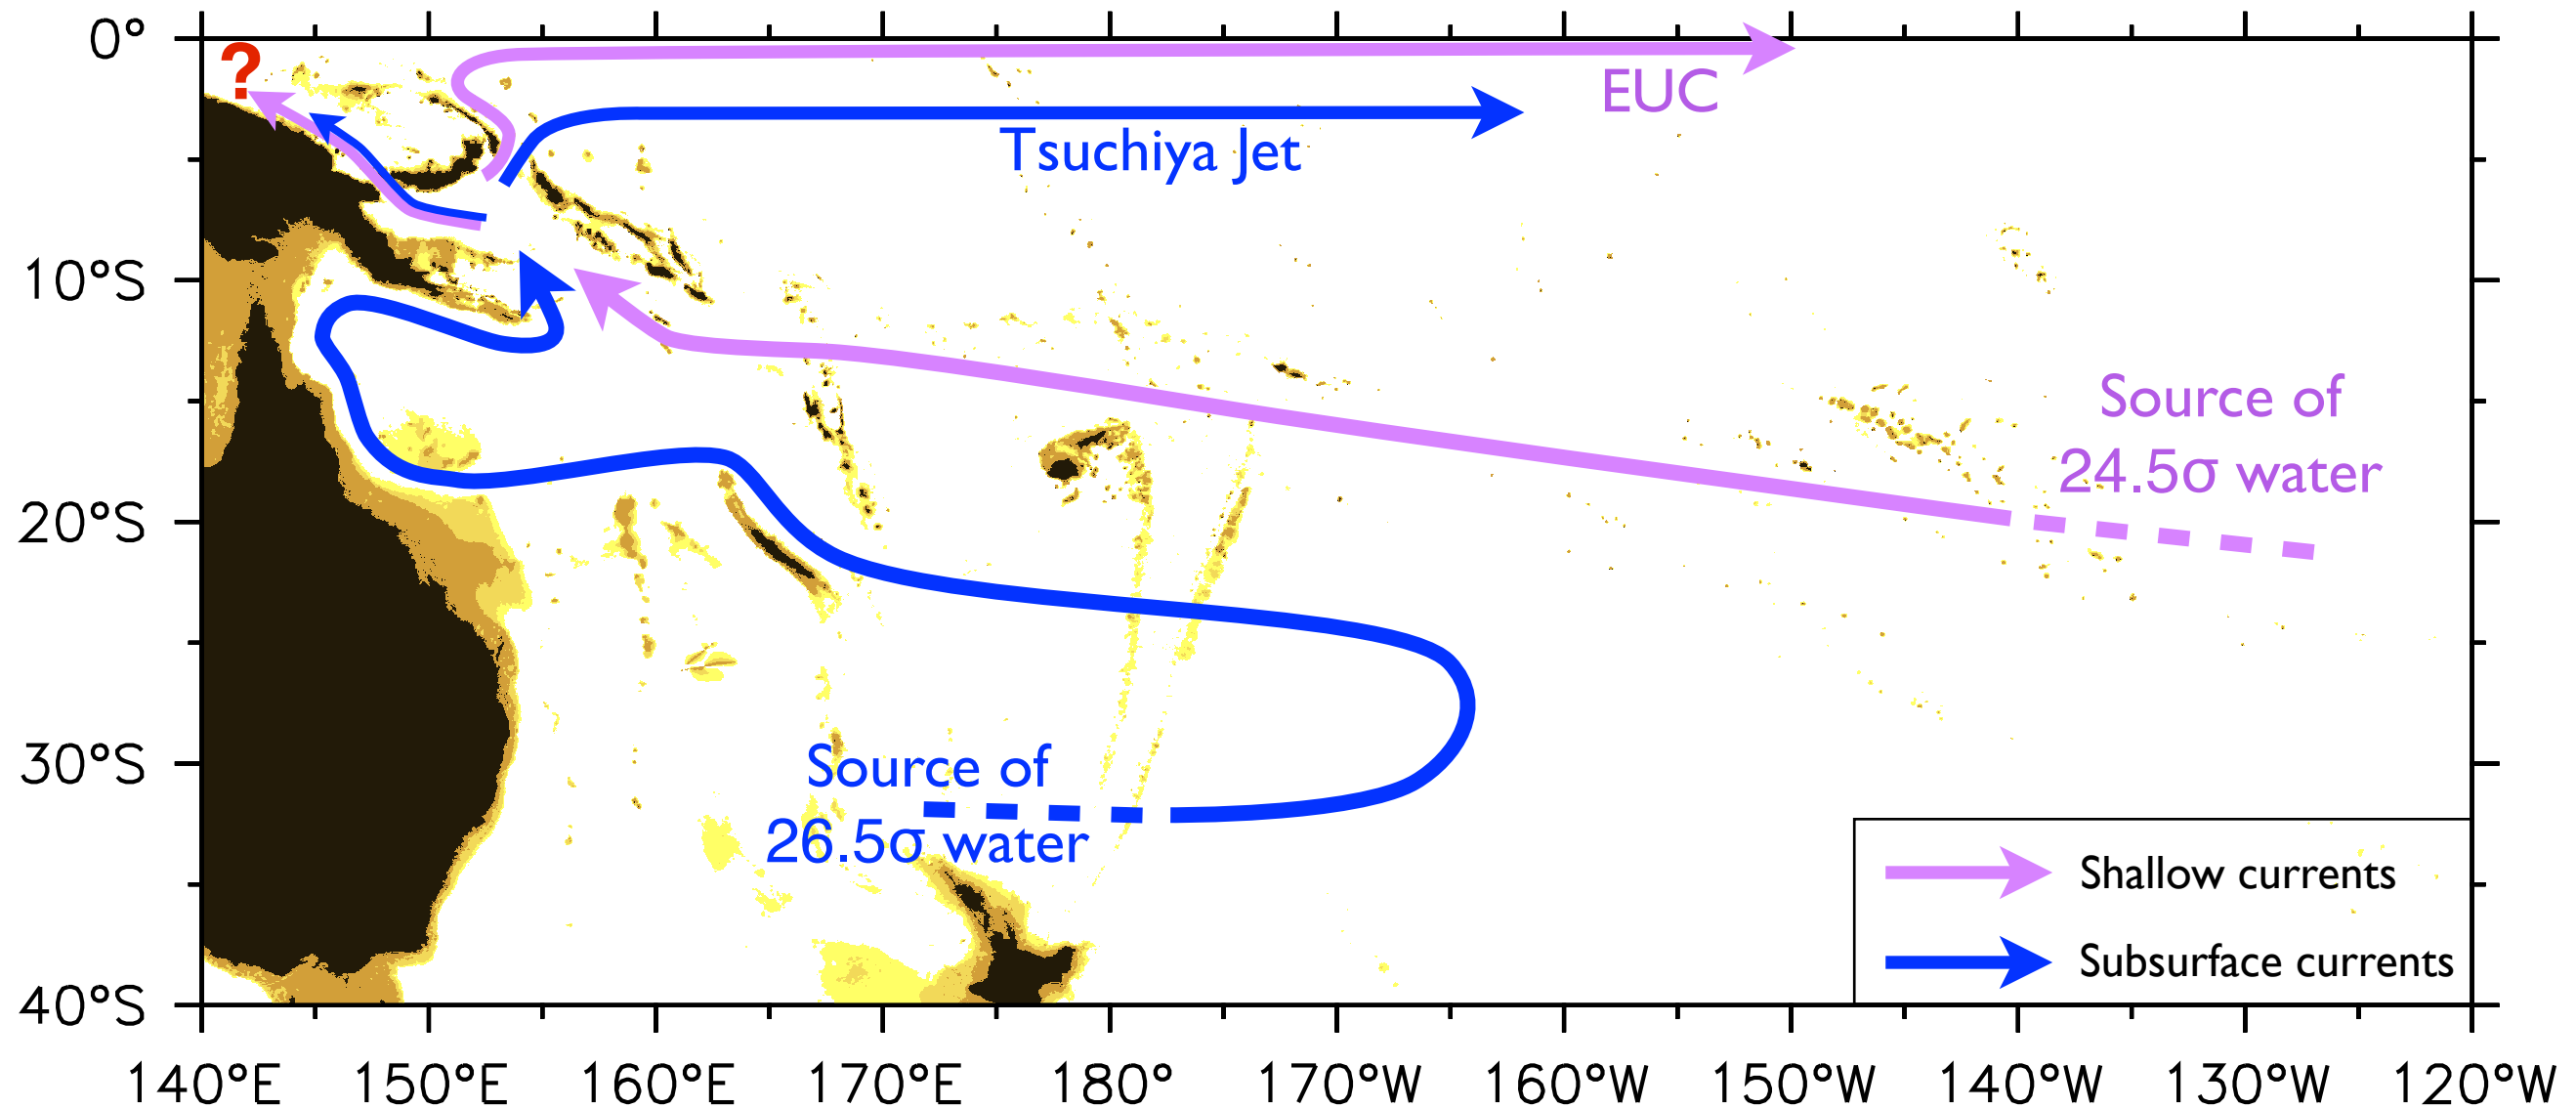 0°
?
EUC
Tsuchiya Jet
10°S
Source of
24.5σ water
20°S
30°S
Source of
26.5σ water
Shallow currents
Subsurface currents
40°S
140°E 150°E 160°E 170°E 180° 170°W 160°W 150°W 140°W 130°W 120°W